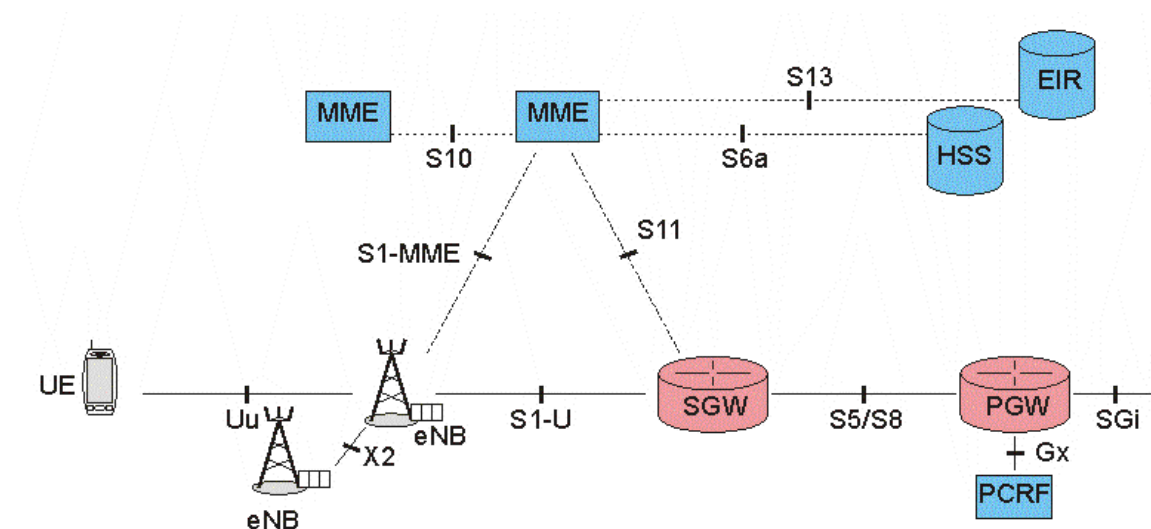 S13
EIR
MME
MME
S10
S6a
HSS
S1-MME
S11
UE
Uu
eNB
S1-U
SGW
S5/S8
PGW
SGi
X2
Gx
PCRF
eNB